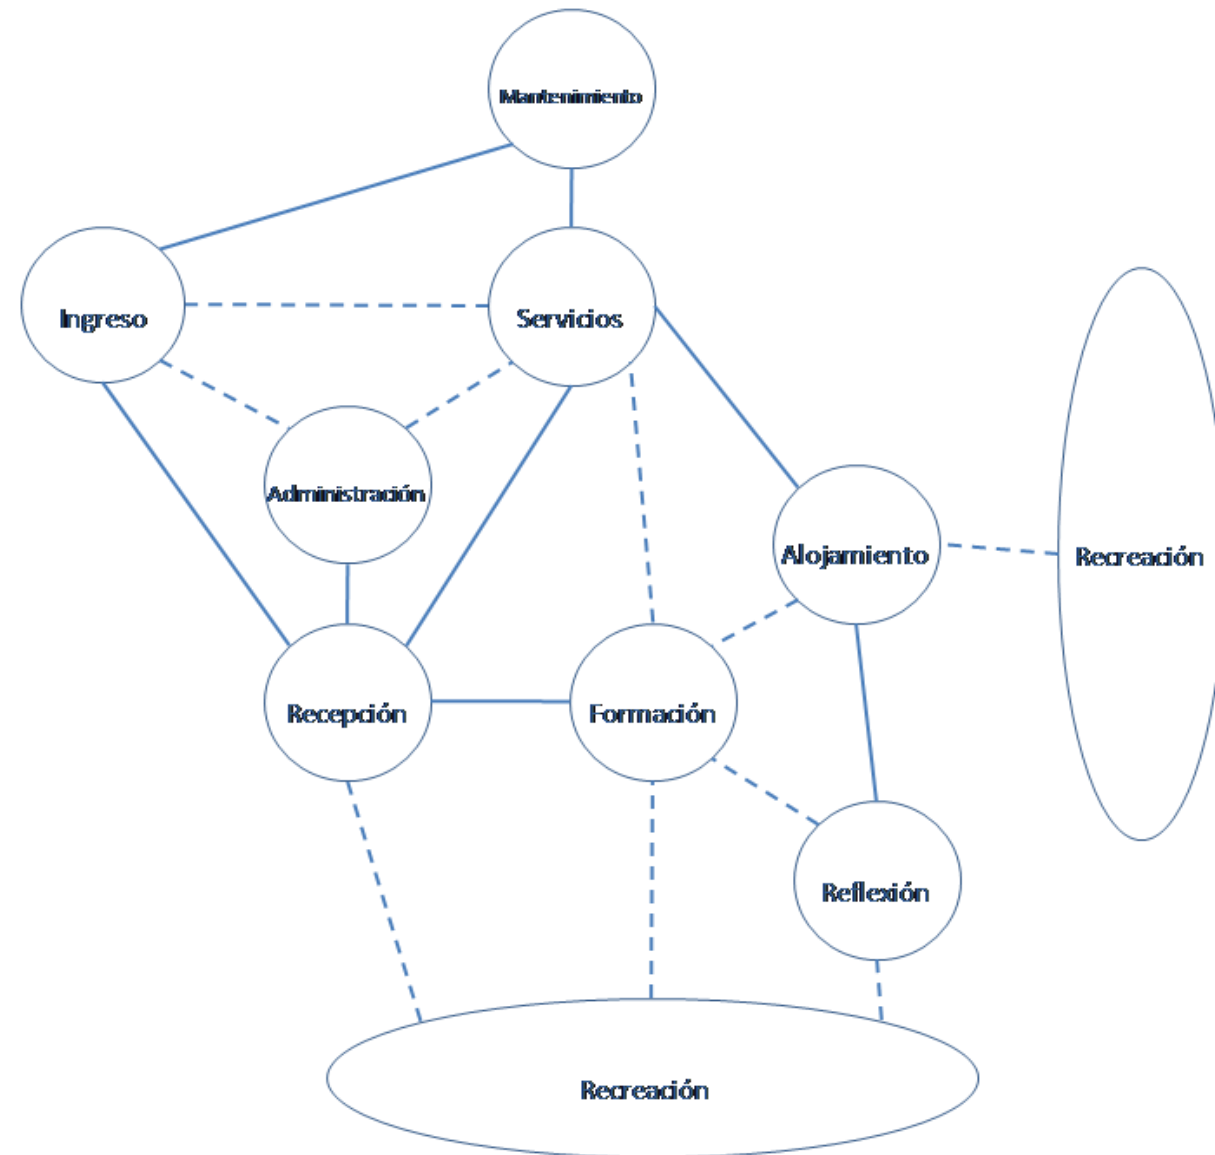 Mantenimiento
Ingreso
Servicios
Administración
Alojamiento
Recreación
Recepción
Formación
Reflexión
Recreación